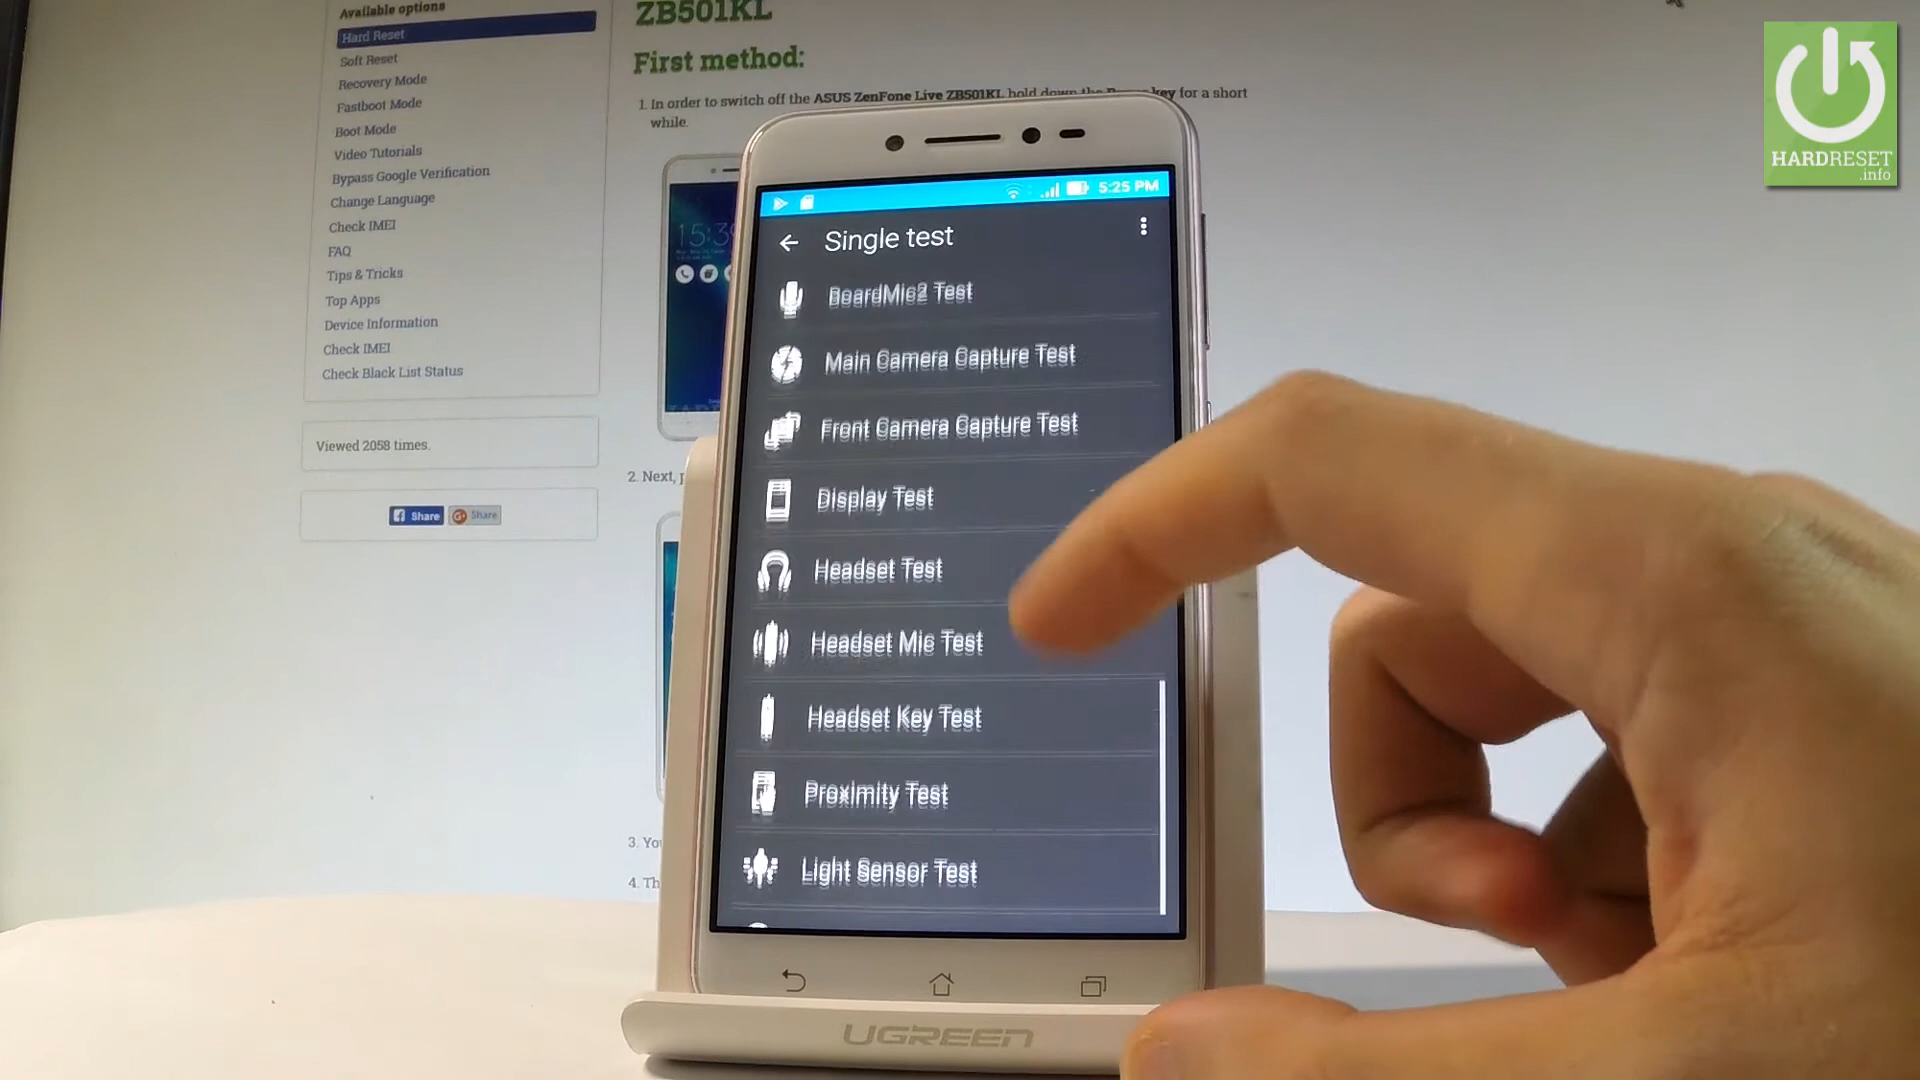 Available options
Hard Reset
Soft Reset
Recovery Mode
Fastboot Mode
Boot Mode
Video Tutorials
Bypass Google Verification
Change Language
Check IMEI
FAQ
Tips & Tricks
Top Apps
Device Information
Check IMEI
Check Black List Status
Viewed 2058 times.
Share
Share
ZB501KL
First method:
1. In order to switch off the ASUS ZenFone Live ZB501KL hold down the Power key for a short
while.
2. Next,
3. You
4. Th
5:25 PM
Single test
BoardMic2 Test
Main Camera Capture Test
Front Camera Capture Test
Display Test
Headset Test
Headset Mic Test
Headset Key Test
Proximity Test
Light Sensor Test
UGREEN
HARDRESET
.info